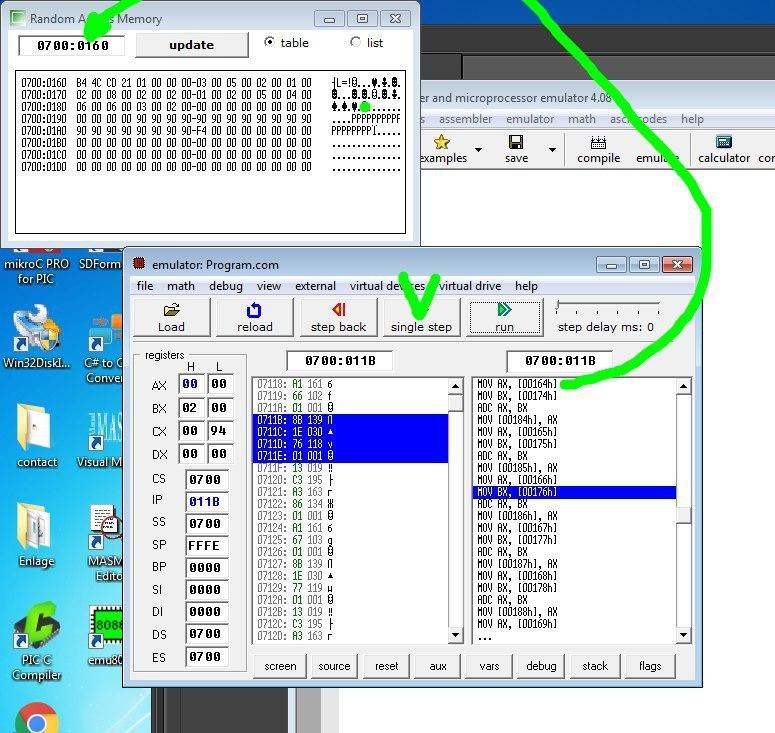 Random A
s Memory
0700:0160
update
table
list
0700:0160 B4 4C CD 21 01 00 00 00-03 00 05 00 02 00 01 00
0700:0170 02 00 08 00 02 00 02 00-01 00 02 05 00 04 00
0700:0180 06 00 06 00 03 00 02 00-00 00 00 00 00 00 00 00
0700:0190 00 00 00 00 90 90 90 90-90 90 90 90 90 90 90 90
0700:01A0 90 90 90 90 90 90 90 90-F4 00 00 00 00 00 00 00
0700:01B0 00 00 00 00 00 00 00 00-00 00 00 00 00 00 00 00
0700:01C0 00 00 00 00 00 00 00 00-00 00 00 00 00 00 00 00
0700:01D0 00 00 00 00 00 00 00 00-00 00 00 00 00 00 00 00
er and microprocessor emulator 4.08
assembler emulator math ascii codes help
examples save compile emulate calculator
mikroC PRO for PIC
SDForm
Win32DiskI...
C# to C
Conver
contact
Visual M
Enlage
MASM
Edito
PIC C
Compiler
8086
emu80
emulator: Program.com
file math debug view external virtual devices virtual drive help
Load reload step back single step run step delay ms: 0
registers
H L
AX 00 00
BX 02 00
CX 00 94
DX 00 00
CS 0700
IP 011B
SS 0700
SP FFFE
BP 0000
SI 0000
DI 0000
DS 0700
ES 0700
0700:011B
07118: A1 161 б
07119: 66 102 f
0711A: 01 001
0711B: 8B 139
0711C: 1E 030 ▲
0711D: 76 118 v
0711E: 01 001
0711F: 13 019 ‼
07120: C3 195 ├
07121: A3 163 г
07122: 86 134 Ж
07123: 01 001
07124: A1 161 б
07125: 67 103 g
07126: 01 001
07127: 8B 139
07128: 1E 030 ▲
07129: 77 119 w
0712A: 01 001
0712B: 13 019 ‼
0712C: C3 195 ├
0712D: A3 163 г
0700:011B
MOV AX, [00164h]
MOV BX, [00174h]
ADC AX, BX
MOV [00184h], AX
MOV AX, [00165h]
MOV BX, [00175h]
ADC AX, BX
MOV [00185h], AX
MOV AX, [00166h]
MOV BX, [00176h]
ADC AX, BX
MOV [00186h], AX
MOV AX, [00167h]
MOV BX, [00177h]
ADC AX, BX
MOV [00187h], AX
MOV AX, [00168h]
MOV BX, [00178h]
ADC AX, BX
MOV [00188h], AX
MOV AX, [00169h]
...
screen source reset aux vars debug stack flags